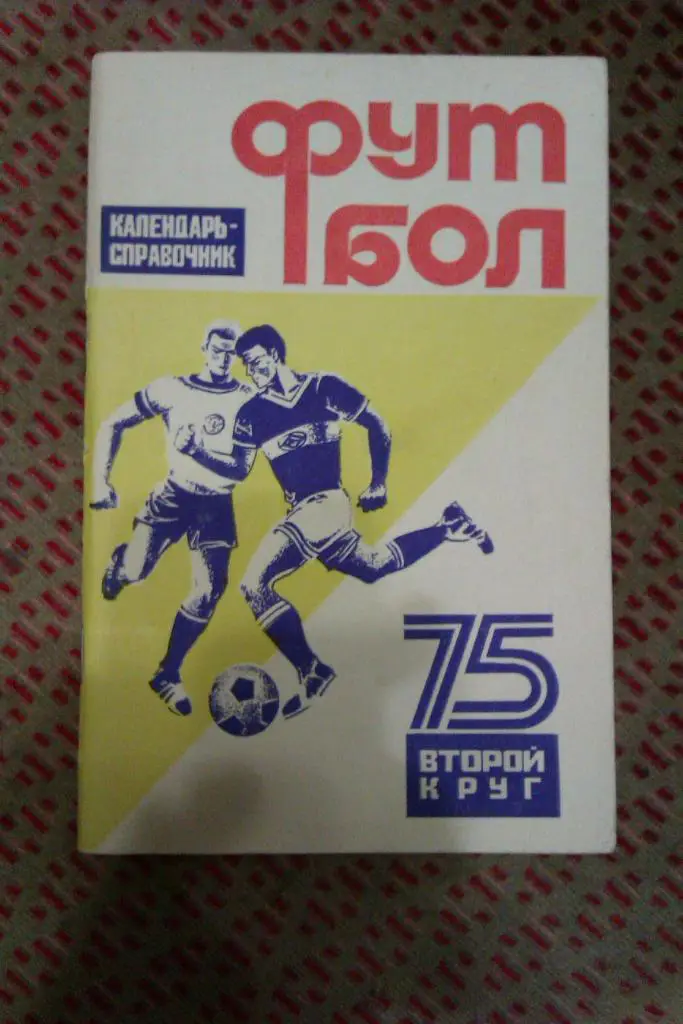 фут
бол
КАЛЕНДАРЬ-
СПРАВОЧНИК
75
ВТОРОЙ
КРУГ